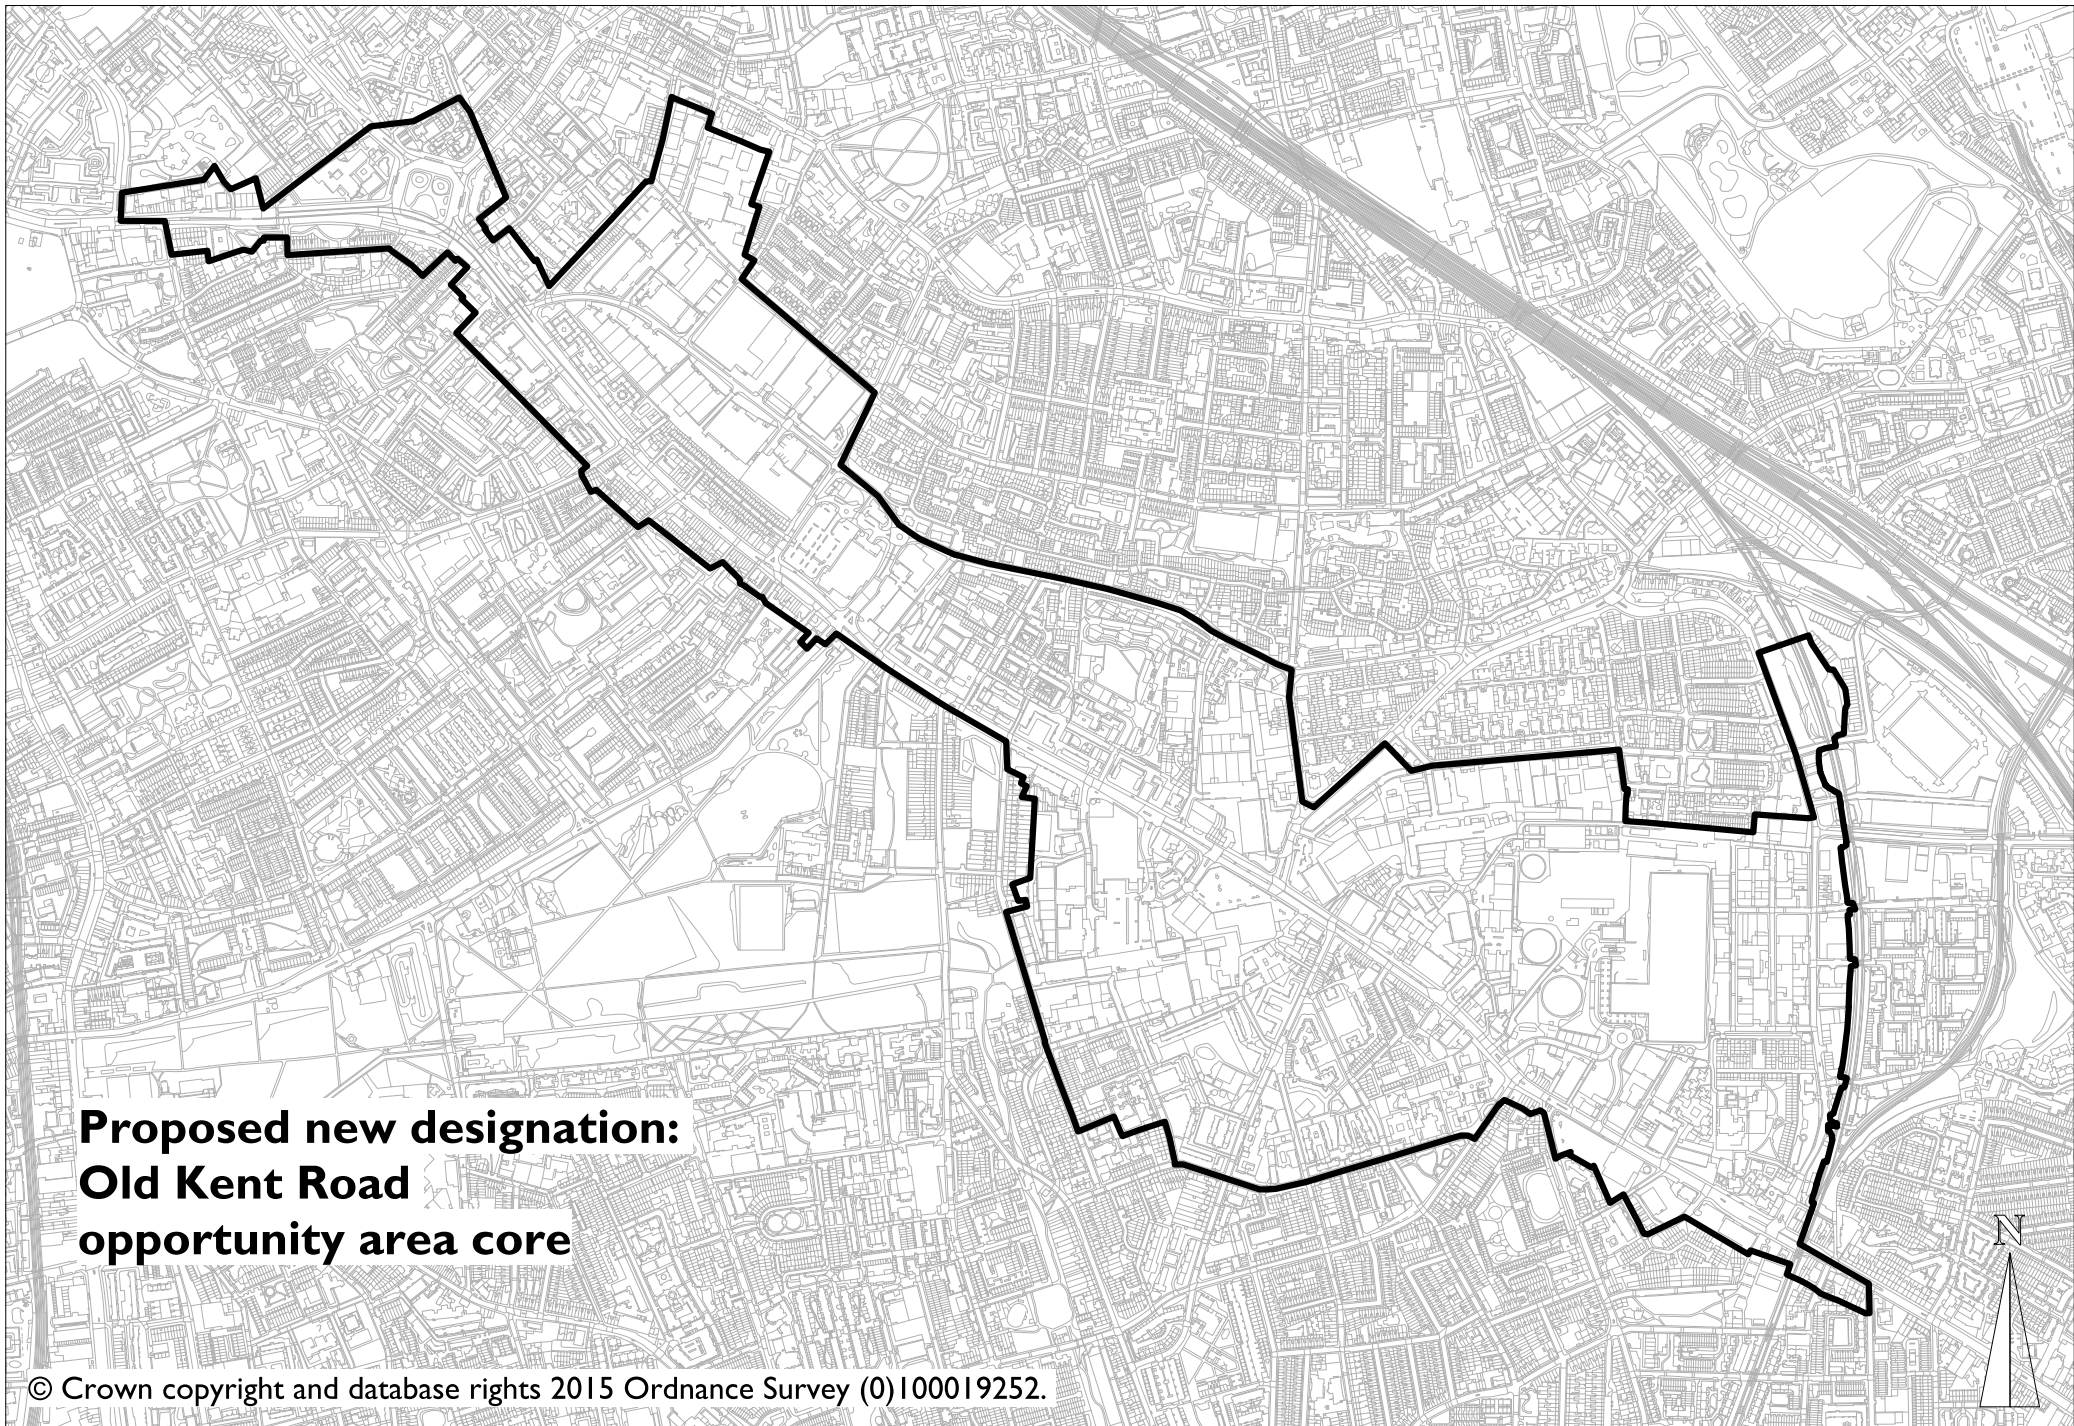 Proposed new designation:
Old Kent Road
opportunity area core
N
© Crown copyright and database rights 2015 Ordnance Survey (0)100019252.